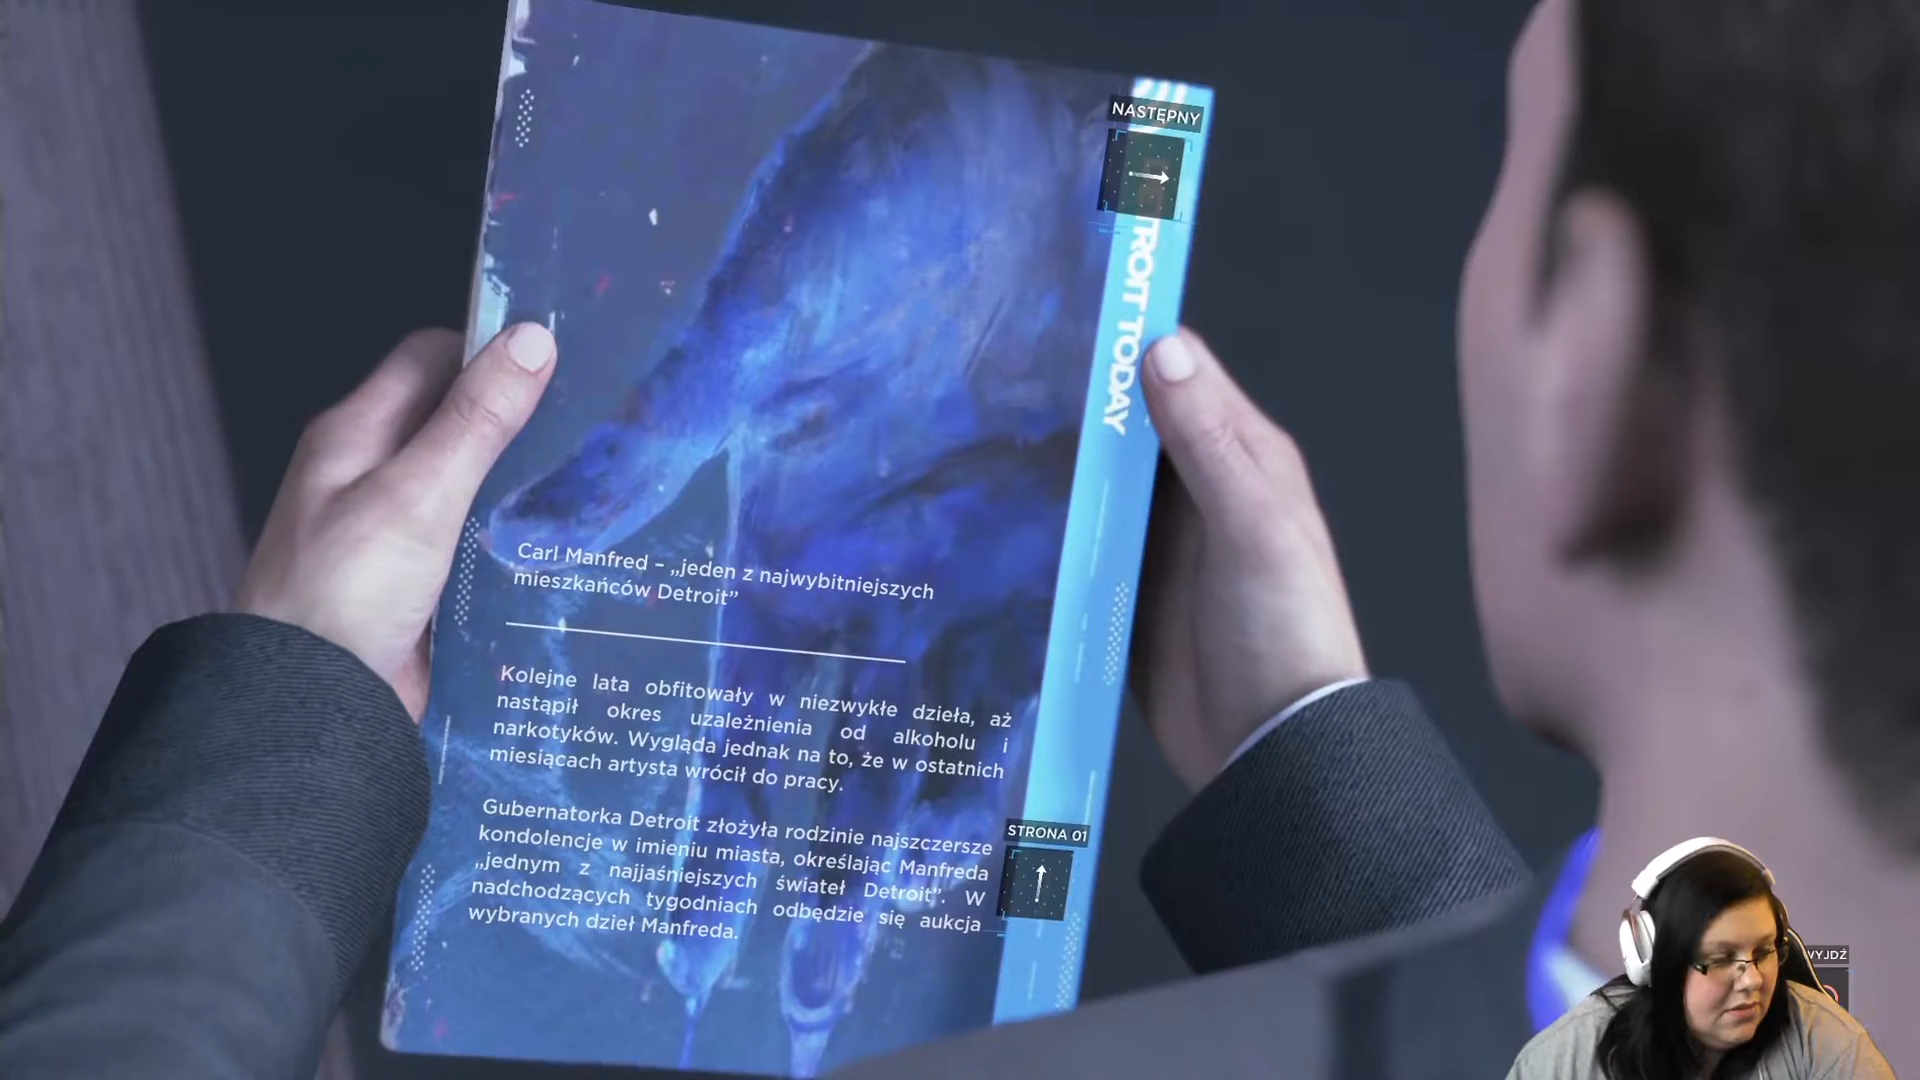 NASTĘPNY
TROIT TODAY
Carl Manfred – „jeden z najwybitniejszych
mieszkańców Detroit”
Kolejne lata obfitowały w niezwykłe dzieła, aż
nastąpił okres uzależnienia od alkoholu i
narkotyków. Wygląda jednak na to, że w ostatnich
miesiącach artysta wrócił do pracy.
Gubernatorka Detroit złożyła rodzinie najszczersze
kondolencje w imieniu miasta, określając Manfreda
„jednym z najjaśniejszych świateł Detroit”. W
nadchodzących tygodniach odbędzie się aukcja
wybranych dzieł Manfreda.
STRONA 01
WYJDŹ